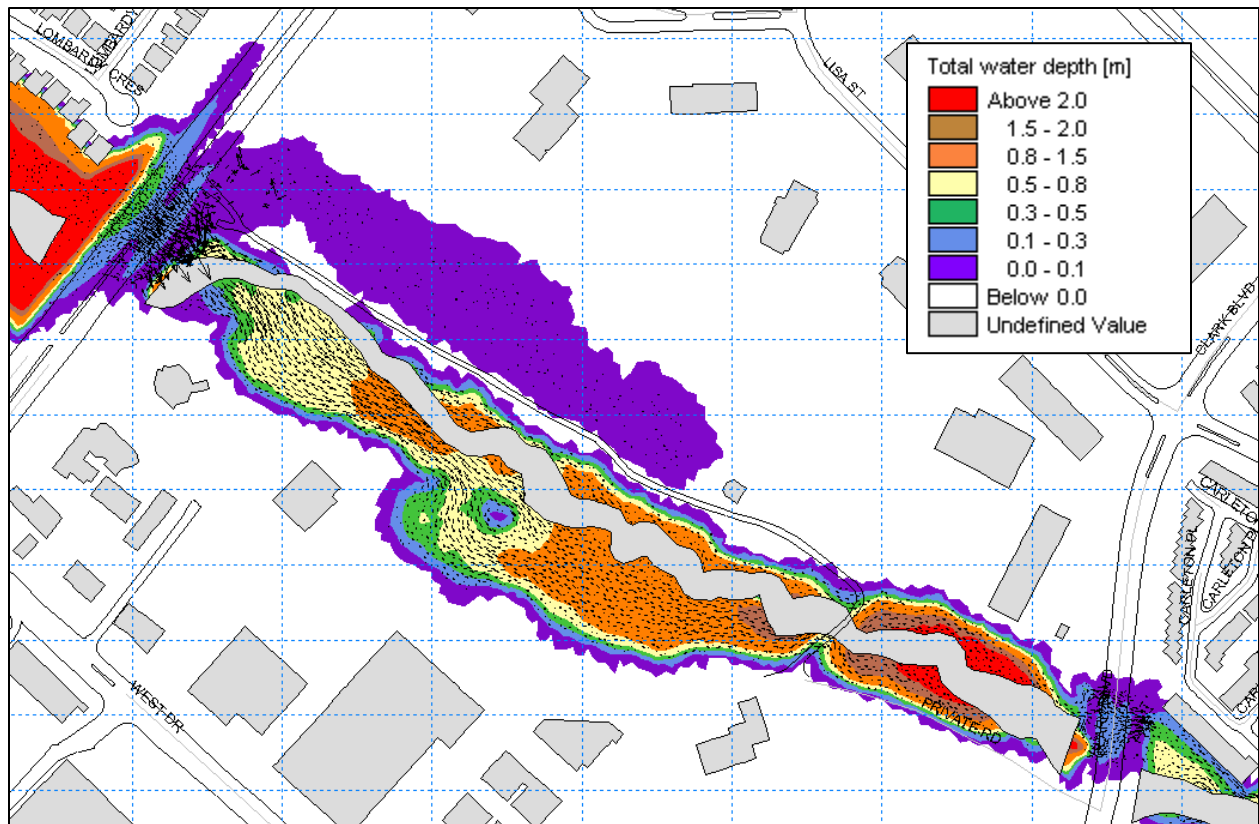 LOMBARDY
LOMBARDY CRES
LISA ST
Total water depth [m]
Above 2.0
1.5 - 2.0
0.8 - 1.5
0.5 - 0.8
0.3 - 0.5
0.1 - 0.3
0.0 - 0.1
Below 0.0
Undefined Value
CLARK BLVD
CARLETON PL
WEST DR
PRIVATE RD